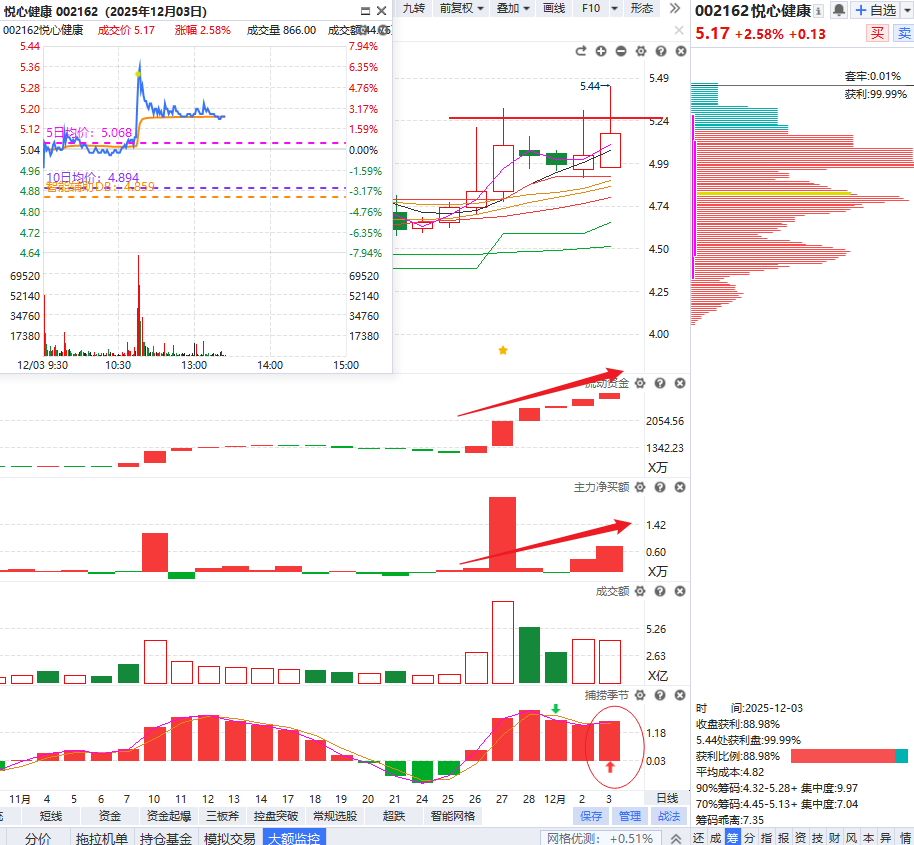 悦心健康 002162（2025年12月03日）
002162悦心健康 成交价 5.17 涨幅 2.58% 成交量 866.00 成交额
5.44 7.94%
5.36 6.35%
5.28 4.76%
5.20 3.17%
5.12 1.59%
5.04 0.00%
4.96 -1.59%
4.88 -3.17%
4.80 -4.76%
4.72 -6.35%
4.64 -7.94%
5日均价：5.068
10日均价：4.894
智能辅助D8：4.859
69520 69520
52140 52140
34760 34760
17380 17380
12/03 9:30 10:30 13:00 14:00 15:00
九转 前复权 叠加 画线 F10 形态
5.44
5.49
5.24
4.99
4.74
4.50
4.25
4.00
流动资金
2054.56
1342.23
X万
主力净买额
1.42
0.60
X万
成交额
5.26
2.63
X亿
捕捞季节
1.18
0.03
11月 4 5 6 7 10 11 12 13 14 17 18 19 20 21 24 25 26 27 28 12月 2 3 日线
短线 资金 资金起爆 三板斧 控盘突破 常规选股 超跌 智能网格 保存 管理 战法
分价 拖拉机单 持仓基金 模拟交易 大额监控 网格优测： +0.51%
002162 悦心健康 自选
5.17 +2.58% +0.13 买 卖
套牢:0.01%
获利:99.99%
时 间:2025-12-03
收盘获利:88.98%
5.44处获利盘:99.99%
获利比例:88.98%
平均成本:4.82
90%筹码:4.32-5.28+ 集中度:9.97
70%筹码:4.45-5.13+ 集中度:7.04
筹码乖离:7.35
还 成 筹 分 指 报 资 技 财 风 本 异 情